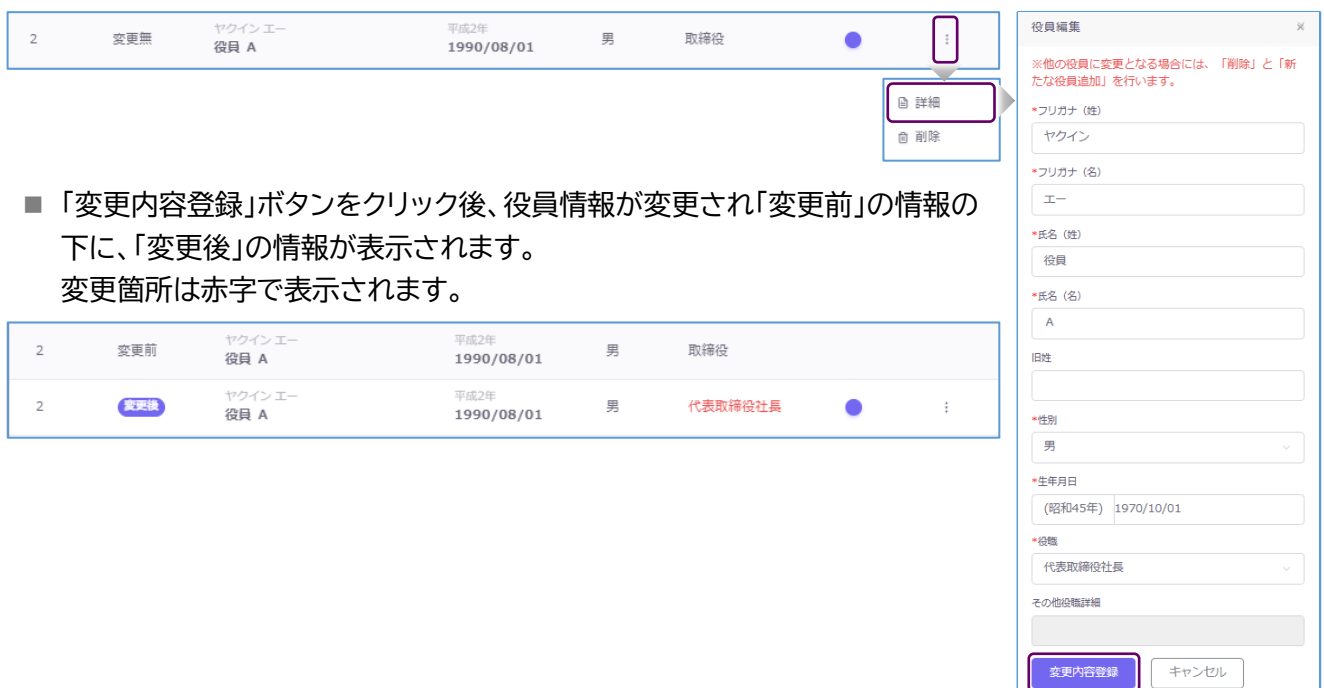 2 変更無 ヤクイン エー 平成2年 男 取締役
役員 A 1990/08/01
詳細
削除
■ 「変更内容登録」ボタンをクリック後、役員情報が変更され「変更前」の情報の
下に、「変更後」の情報が表示されます。
変更箇所は赤字で表示されます。
2 変更前 ヤクイン エー 平成2年 男 取締役
役員 A 1990/08/01
2 変更後 ヤクイン エー 平成2年 男 代表取締役社長
役員 A 1990/08/01
役員編集
※他の役員に変更となる場合には、「削除」と「新
たな役員追加」を行います。
*フリガナ（姓）
ヤクイン
*フリガナ（名）
エー
*氏名（姓）
役員
*氏名（名）
A
旧姓
*性別
男
*生年月日
(昭和45年) 1970/10/01
*役職
代表取締役社長
その他役職詳細
変更内容登録 キャンセル